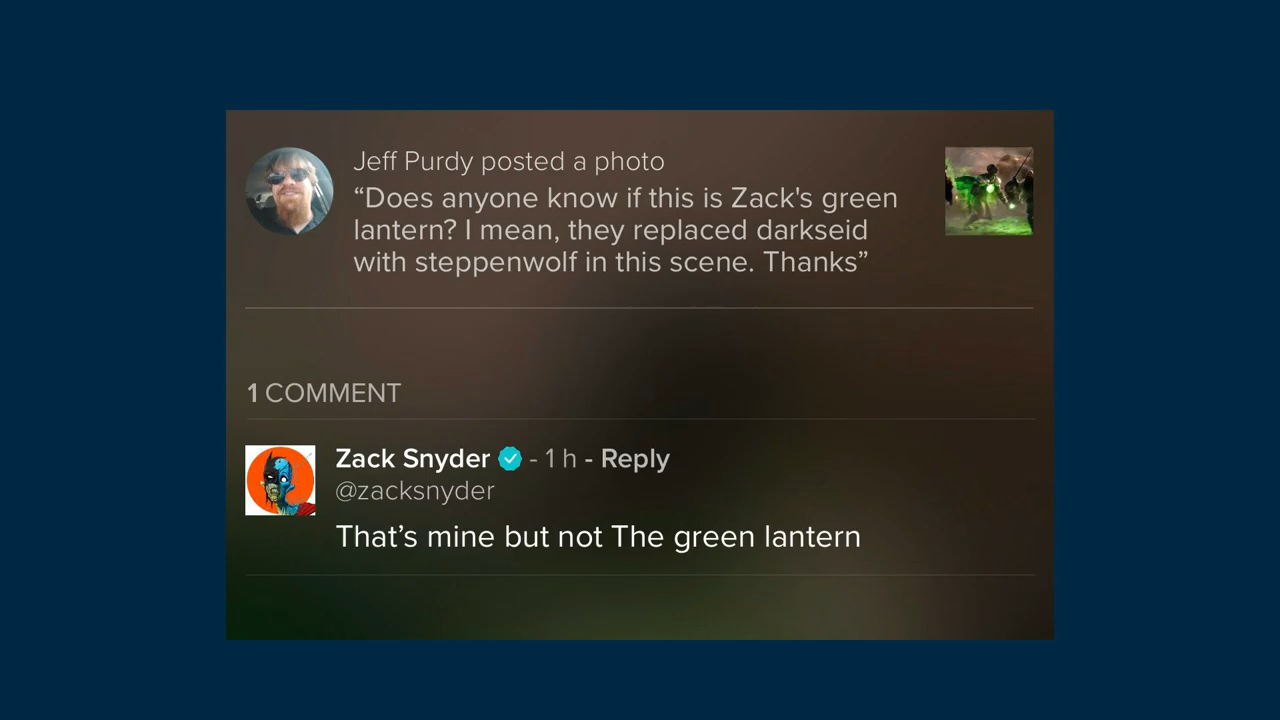 Jeff Purdy posted a photo
“Does anyone know if this is Zack's green
lantern? I mean, they replaced darkseid
with steppenwolf in this scene. Thanks”
1 COMMENT
Zack Snyder - 1 h - Reply
@zacksnyder
That’s mine but not The green lantern